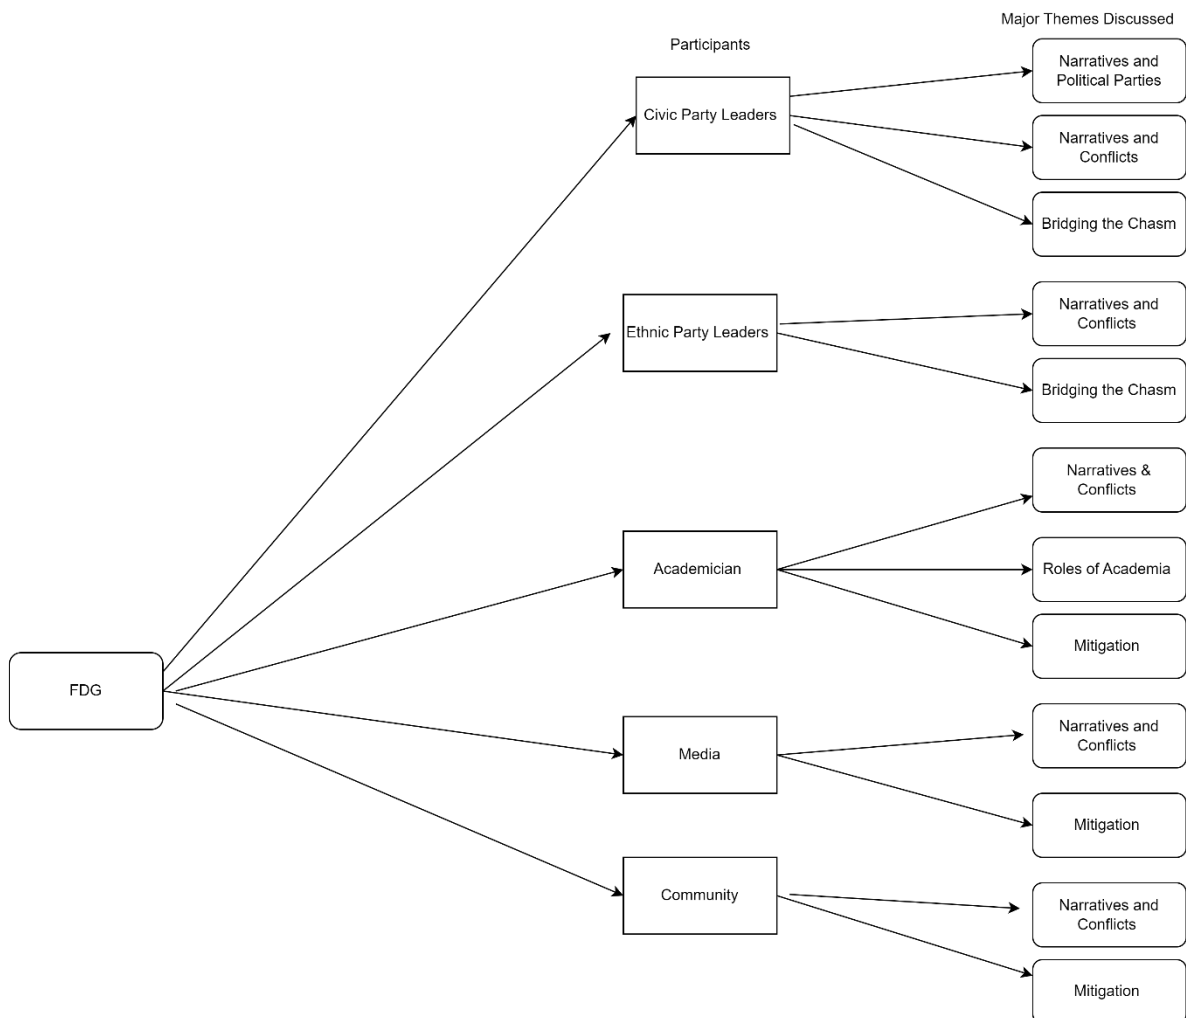 Major Themes Discussed
Participants
Narratives and
Political Parties
Civic Party Leaders
Narratives and
Conflicts
Bridging the Chasm
Narratives and
Conflicts
Ethnic Party Leaders
Bridging the Chasm
Narratives &
Conflicts
Academician
Roles of Academia
Mitigation
FDG
Narratives and
Conflicts
Media
Mitigation
Community
Narratives and
Conflicts
Mitigation